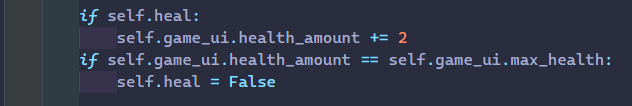 if self.heal:
    self.game_ui.health_amount += 2
if self.game_ui.health_amount == self.game_ui.max_health:
    self.heal = False